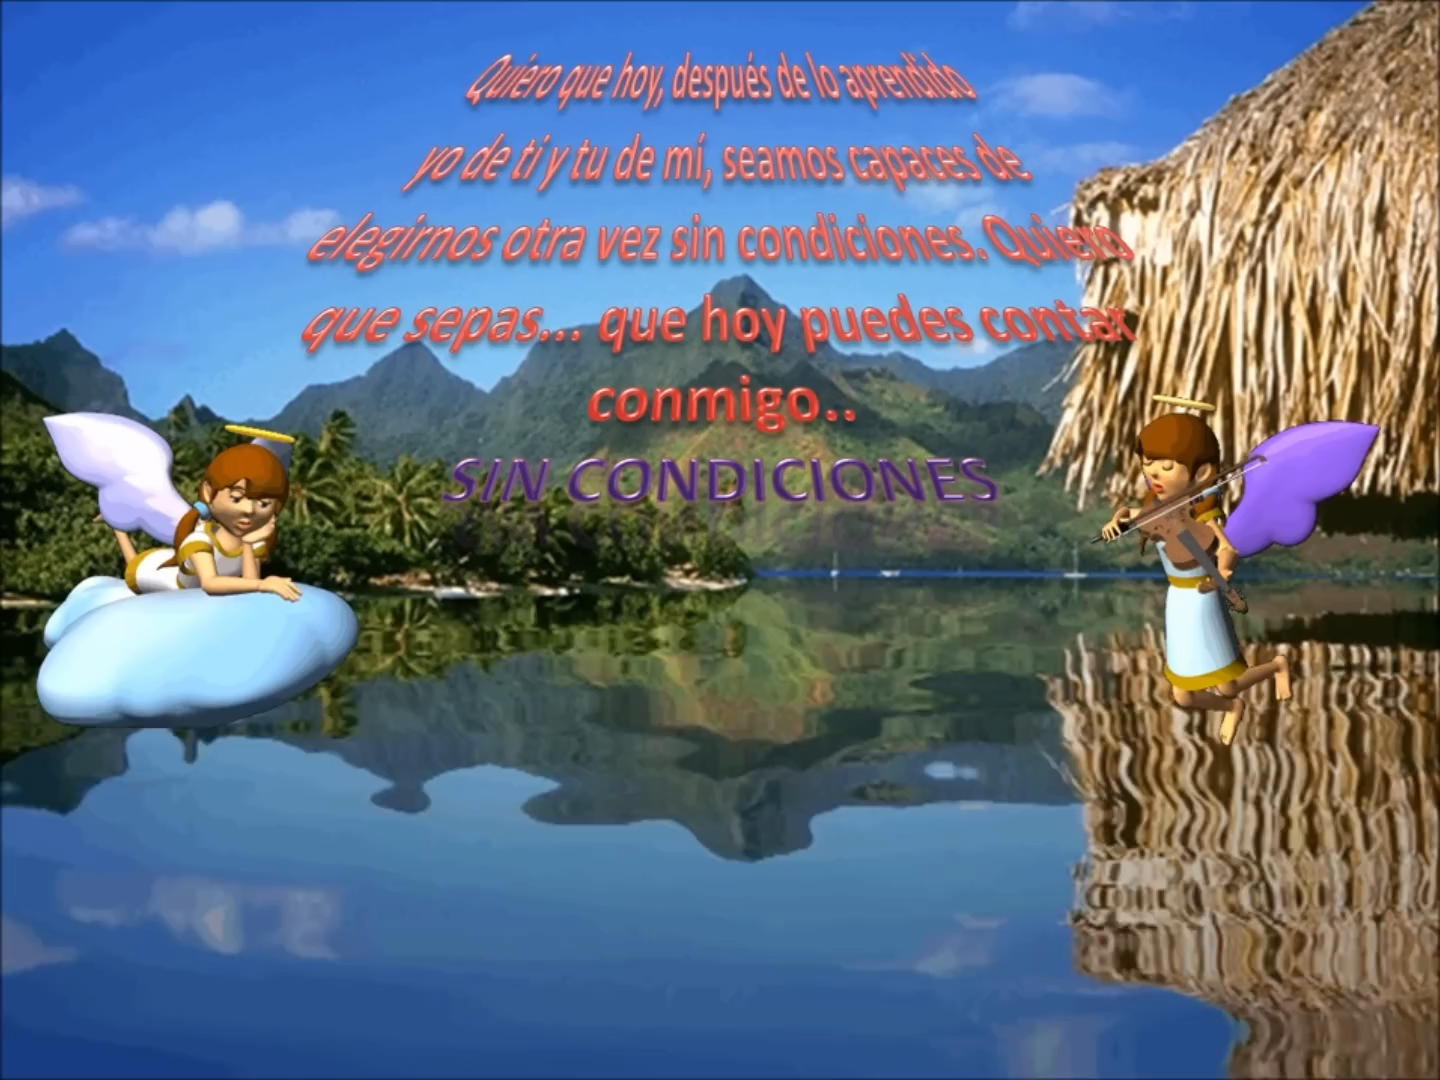 Quiero que hoy, después de lo aprendido
yo de ti y tu de mí, seamos capaces de
elegirnos otra vez sin condiciones. Quiero
que sepas... que hoy puedes contar
conmigo..
SIN CONDICIONES